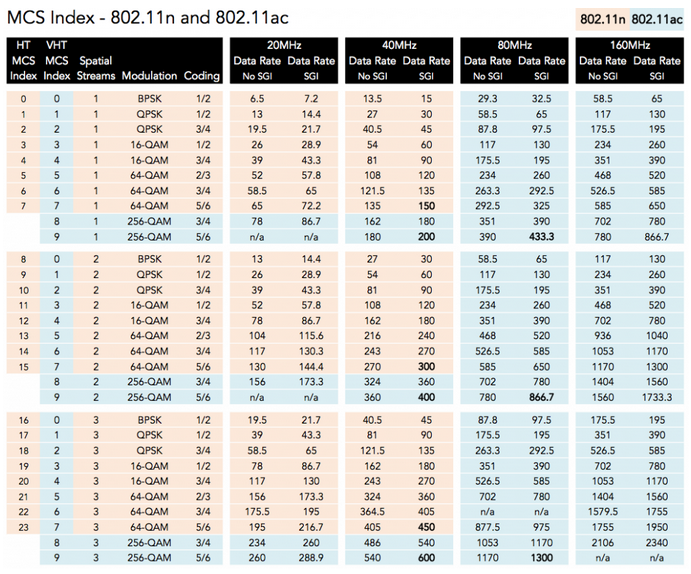 MCS Index - 802.11n and 802.11ac 802.11n 802.11ac
HT VHT 20MHz 40MHz 80MHz 160MHz
MCS MCS Spatial Data Rate Data Rate Data Rate Data Rate Data Rate Data Rate Data Rate Data Rate
Index Index Streams Modulation Coding No SGI SGI No SGI SGI No SGI SGI No SGI SGI
0 0 1 BPSK 1/2 6.5 7.2 13.5 15 29.3 32.5 58.5 65
1 1 1 QPSK 1/2 13 14.4 27 30 58.5 65 117 130
2 2 1 QPSK 3/4 19.5 21.7 40.5 45 87.8 97.5 175.5 195
3 3 1 16-QAM 1/2 26 28.9 54 60 117 130 234 260
4 4 1 16-QAM 3/4 39 43.3 81 90 175.5 195 351 390
5 5 1 64-QAM 2/3 52 57.8 108 120 234 260 468 520
6 6 1 64-QAM 3/4 58.5 65 121.5 135 263.3 292.5 526.5 585
7 7 1 64-QAM 5/6 65 72.2 135 150 292.5 325 585 650
8 1 256-QAM 3/4 78 86.7 162 180 351 390 702 780
9 1 256-QAM 5/6 n/a n/a 180 200 390 433.3 780 866.7
8 0 2 BPSK 1/2 13 14.4 27 30 58.5 65 117 130
9 1 2 QPSK 1/2 26 28.9 54 60 117 130 234 260
10 2 2 QPSK 3/4 39 43.3 81 90 175.5 195 351 390
11 3 2 16-QAM 1/2 52 57.8 108 120 234 260 468 520
12 4 2 16-QAM 3/4 78 86.7 162 180 351 390 702 780
13 5 2 64-QAM 2/3 104 115.6 216 240 468 520 936 1040
14 6 2 64-QAM 3/4 117 130.3 243 270 526.5 585 1053 1170
15 7 2 64-QAM 5/6 130 144.4 270 300 585 650 1170 1300
8 2 256-QAM 3/4 156 173.3 324 360 702 780 1404 1560
9 2 256-QAM 5/6 n/a n/a 360 400 780 866.7 1560 1733.3
16 0 3 BPSK 1/2 19.5 21.7 40.5 45 87.8 97.5 175.5 195
17 1 3 QPSK 1/2 39 43.3 81 90 175.5 195 351 390
18 2 3 QPSK 3/4 58.5 65 121.5 135 263.3 292.5 526.5 585
19 3 3 16-QAM 1/2 78 86.7 162 180 351 390 702 780
20 4 3 16-QAM 3/4 117 130 243 270 526.5 585 1053 1170
21 5 3 64-QAM 2/3 156 173.3 324 360 702 780 1404 1560
22 6 3 64-QAM 3/4 175.5 195 364.5 405 n/a n/a 1579.5 1755
23 7 3 64-QAM 5/6 195 216.7 405 450 877.5 975 1755 1950
8 3 256-QAM 3/4 234 260 486 540 1053 1170 2106 2340
9 3 256-QAM 5/6 260 288.9 540 600 1170 1300 n/a n/a